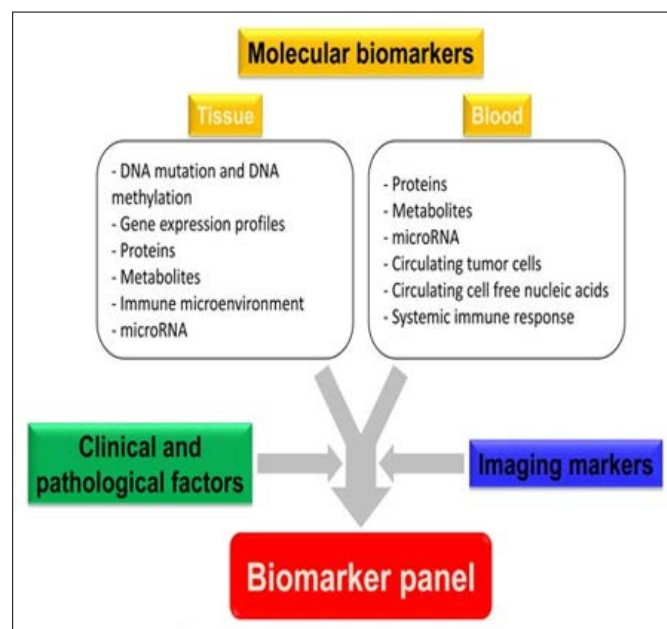 Molecular biomarkers
Tissue
- DNA mutation and DNA
methylation
- Gene expression profiles
- Proteins
- Metabolites
- Immune microenvironment
- microRNA
Blood
- Proteins
- Metabolites
- microRNA
- Circulating tumor cells
- Circulating cell free nucleic acids
- Systemic immune response
Clinical and
pathological factors
Imaging markers
Biomarker panel